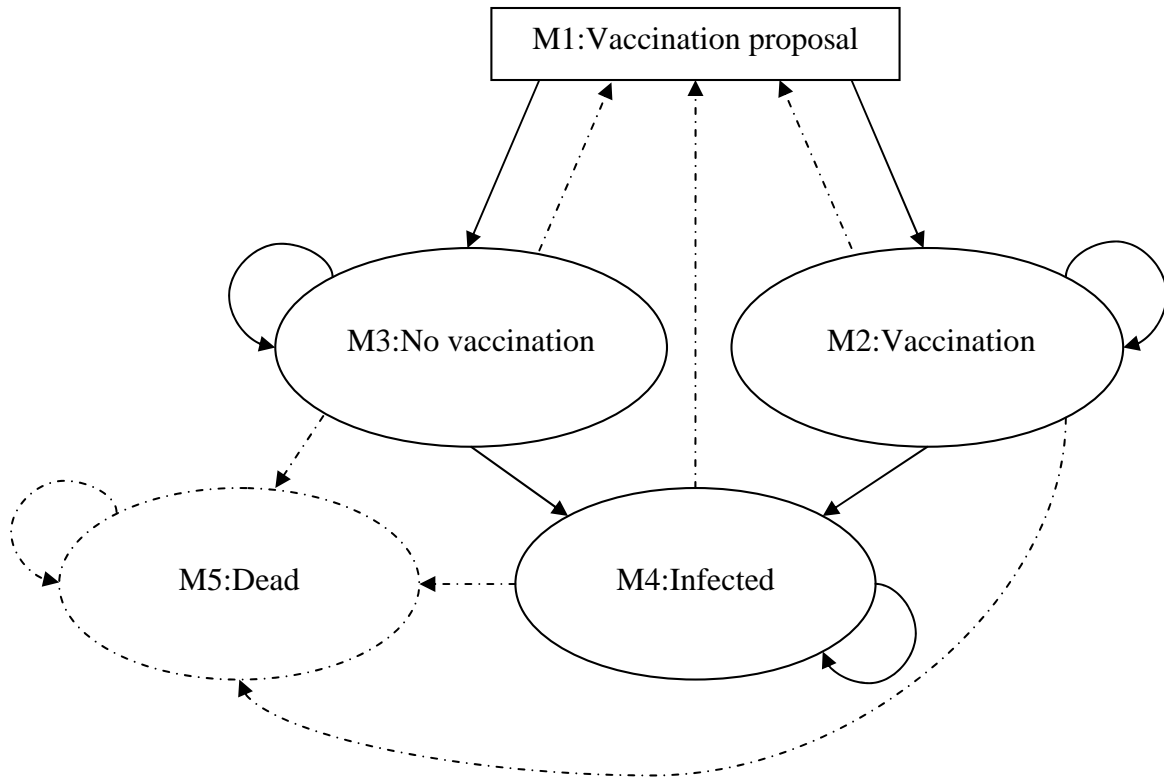 M1:Vaccination proposal
M3:No vaccination
M2:Vaccination
M5:Dead
M4:Infected